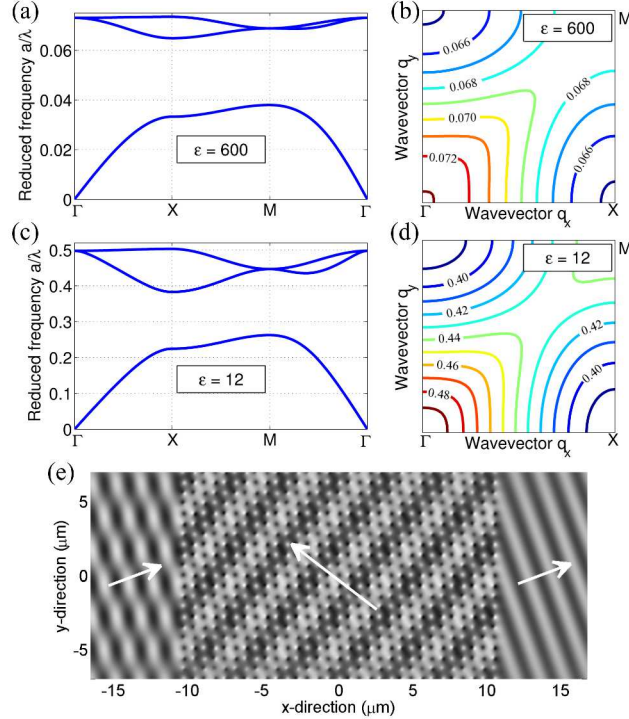 (a)
Reduced frequency a/λ
0.06
0.04
0.02
0
ε = 600
Γ X M Γ
(b)
M
ε = 600
Wavevector q_y
0.066
0.068
0.068
0.070
0.072
0.066
Γ Wavevector q_x X
(c)
Reduced frequency a/λ
0.5
0.4
0.3
0.2
0.1
0
ε = 12
Γ X M Γ
(d)
M
ε = 12
Wavevector q_y
0.40
0.42
0.44
0.42
0.46
0.40
0.48
Γ Wavevector q_x X
(e)
y-direction (μm)
5
0
-5
-15 -10 -5 0 5 10 15
x-direction (μm)